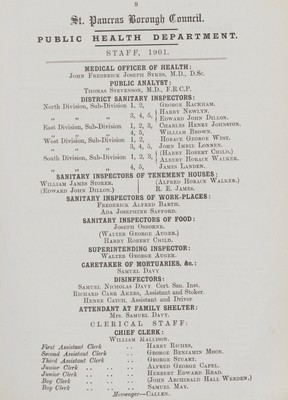 9
St. Pancras Borough Council.
PUBLIC HEALTH DEPARTMENT.
STAFF, 1901.
MEDICAL OFFICER OF HEALTH:
JOHN FREDERICK JOSEPH SYKES, M.D., D.Sc.
PUBLIC ANALYST:
THOMAS STEVENSON, M.D., F.R.C.P.
DISTRICT SANITARY INSPECTORS:
North Division, Sub-Division 1, 2, GEORGE RACKHAM.
„ „ „ 3, 4, 5, { HARRY NEWLYN. EDWARD JOHN DILLON.
East Division, Sub-Division 1, 2, 3, CHARLES HENRY JOHNSTON.
„ „ „ 4, 5, WILLIAM BROWN.
West Division, Sub-Division 1, 2, HORACE GEORGE WEST.
„ „ „ 3, 4, 5, JOHN IMRIE LONNEN.
South Division, Sub-Division 1, 2, 3, { (HARRY ROBERT CHILD.) ALBERT HORACE WALKER.
„ „ „ 4, 5, JAMES LANDEN.
SANITARY INSPECTORS OF TENEMENT HOUSES:
WILLIAM JAMES STORER. (ALFRED HORACE WALKER.)
(EDWARD JOHN DILLON.) R. E. JAMES.
SANITARY INSPECTORS OF WORK-PLACES:
FREDERICK ALFRED BARTH.
ADA JOSEPHINE SAFFORD.
SANITARY INSPECTORS OF FOOD:
JOSEPH OSBORNE.
(WALTER GEORGE AUGER.)
HARRY ROBERT CHILD.
SUPERINTENDING INSPECTOR:
WALTER GEORGE AUGER.
CARETAKER OF MORTUARIES, &c.:
SAMUEL DAVY
DISINFECTORS:
SAMUEL NICHOLAS DAVY Cert. San. Inst.
RICHARD CARR AKERS, Assistant and Stoker.
HENRE CATCH, Assistant and Driver
ATTENDANT AT FAMILY SHELTER:
MRS. SAMUEL DAVY.
CLERICAL STAFF:
CHIEF CLERK:
WILLIAM MALLISON.
First Assistant Clerk .. HARRY RICHES.
Second Assistant Clerk .. GEORGE BENJAMIN MOON.
Third Assistant Clerk .. GEORGE STUART.
Junior Clerk .. .. .. ALFRED GEORGE CAPEL.
Junior Clerk .. .. .. HERBERT EDWARD READ.
Boy Clerk .. .. .. (JOHN ARCHIBALD HALL WEEDEN.)
Boy Clerk .. .. .. SAMUEL MAY.
Messenger—CALLEN.